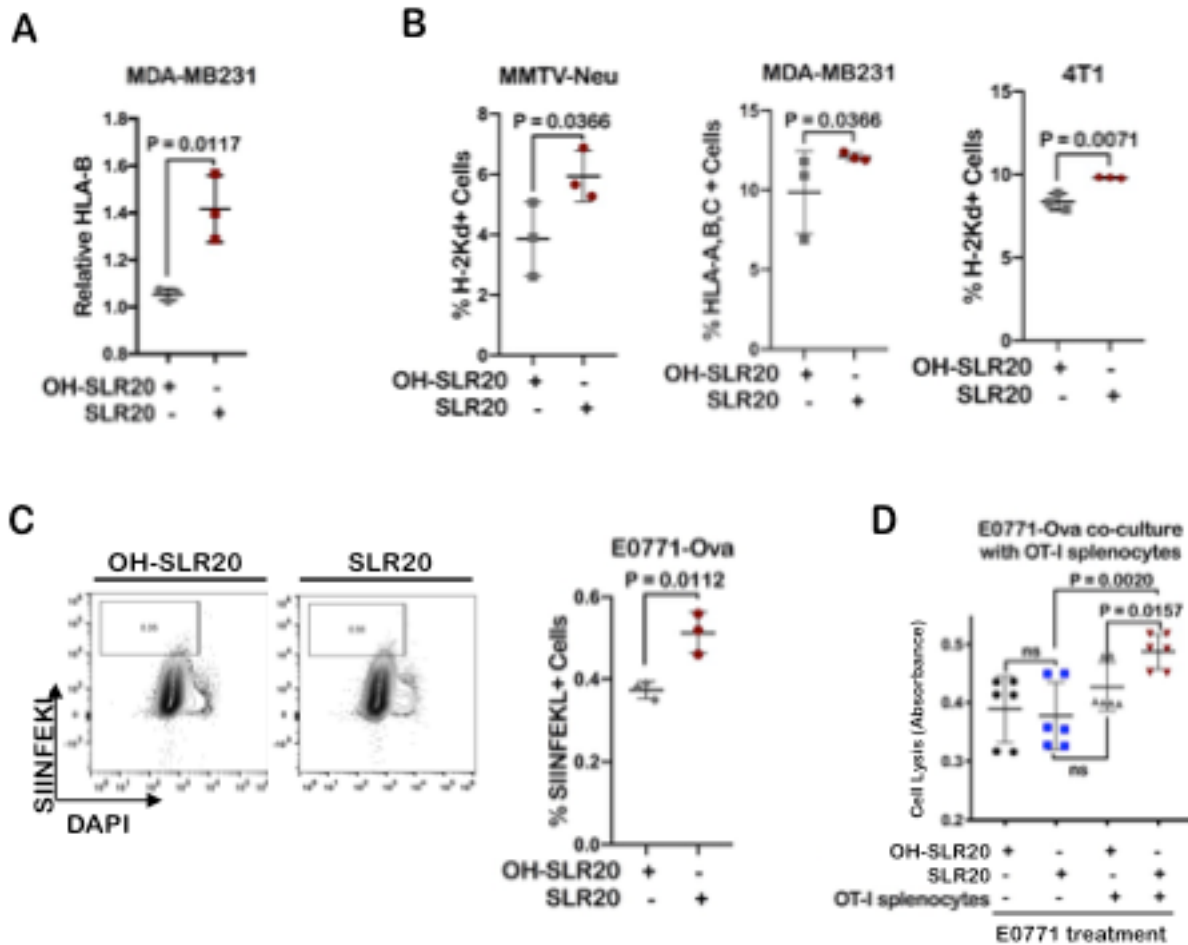 A
MDA-MB231
P = 0.0117
Relative HLA-B
1.8
1.6
1.4
1.2
1.0
0.8
OH-SLR20 + -
SLR20 - +
B
MMTV-Neu
P = 0.0366
% H-2Kd+ Cells
8
6
4
2
0
OH-SLR20 + -
SLR20 - +
MDA-MB231
P = 0.0366
% HLA-A,B,C + Cells
15
10
5
0
OH-SLR20 + -
SLR20 - +
4T1
P = 0.0071
% H-2Kd+ Cells
15
10
5
0
OH-SLR20 + -
SLR20 - +
C
OH-SLR20
SLR20
SIINFEKL
DAPI
E0771-Ova
P = 0.0112
% SIINFEKL+ Cells
0.6
0.4
0.2
0.0
OH-SLR20 + -
SLR20 - +
D
E0771-Ova co-culture
with OT-I splenocytes
P = 0.0020
P = 0.0157
ns
ns
Cell Lysis (Absorbance)
0.5
0.4
0.3
0.2
OH-SLR20 + - + -
SLR20 - + - +
OT-I splenocytes - - + +
E0771 treatment